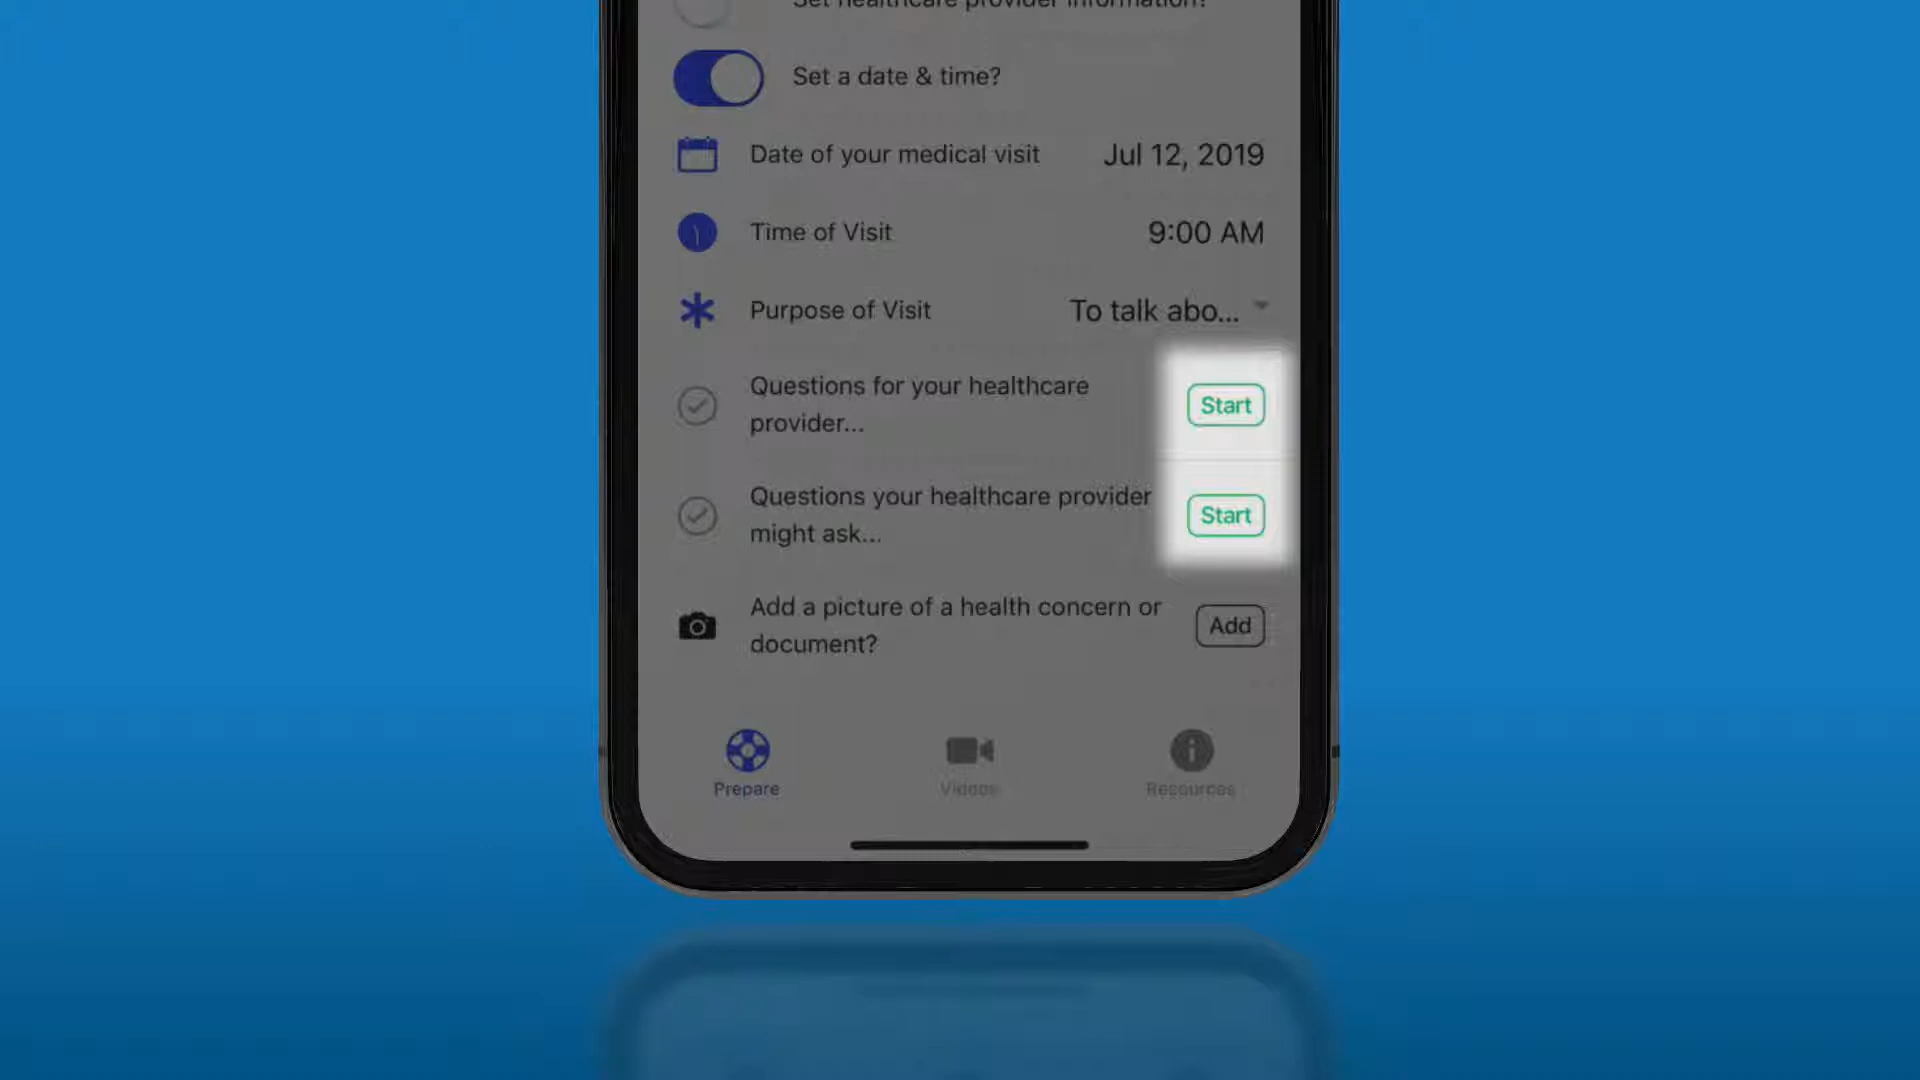 Set healthcare provider information?
Set a date & time?
Date of your medical visit Jul 12, 2019
Time of Visit 9:00 AM
Purpose of Visit To talk abo...
Questions for your healthcare
provider...
Start
Questions your healthcare provider
might ask...
Start
Add a picture of a health concern or
document?
Add
Prepare
Videos
Resources